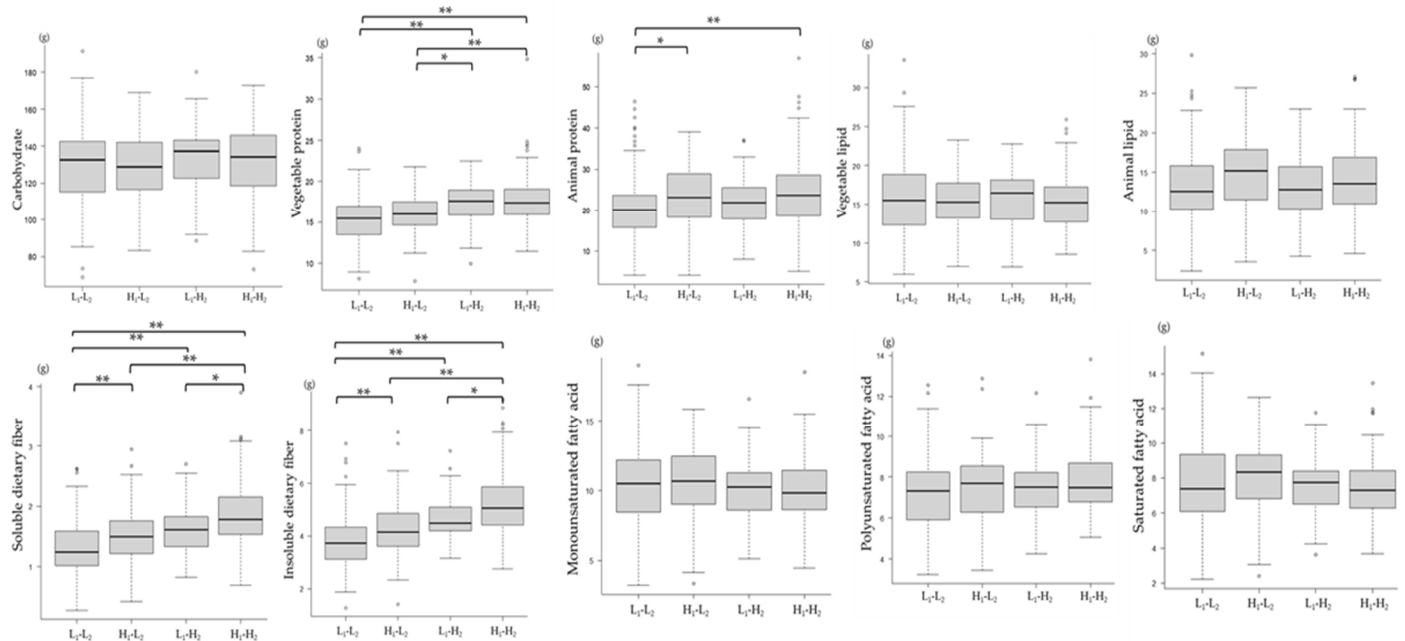 (g)
Carbohydrate
180
160
140
120
100
80
L₁-L₂ H₁-L₂ L₁-H₂ H₁-H₂
** 
**
**
*
(g)
Vegetable protein
35
30
25
20
15
10
L₁-L₂ H₁-L₂ L₁-H₂ H₁-H₂
**
*
(g)
Animal protein
50
40
30
20
10
L₁-L₂ H₁-L₂ L₁-H₂ H₁-H₂
(g)
Vegetable lipid
35
30
25
20
15
10
5
L₁-L₂ H₁-L₂ L₁-H₂ H₁-H₂
(g)
Animal lipid
30
25
20
15
10
5
L₁-L₂ H₁-L₂ L₁-H₂ H₁-H₂
**
**
**
** *
(g)
Soluble dietary fiber
4
3
2
1
L₁-L₂ H₁-L₂ L₁-H₂ H₁-H₂
**
**
**
** *
(g)
Insoluble dietary fiber
8
6
4
2
L₁-L₂ H₁-L₂ L₁-H₂ H₁-H₂
(g)
Monounsaturated fatty acid
15
10
5
L₁-L₂ H₁-L₂ L₁-H₂ H₁-H₂
(g)
Polyunsaturated fatty acid
14
12
10
8
6
4
L₁-L₂ H₁-L₂ L₁-H₂ H₁-H₂
(g)
Saturated fatty acid
14
12
10
8
6
4
2
L₁-L₂ H₁-L₂ L₁-H₂ H₁-H₂